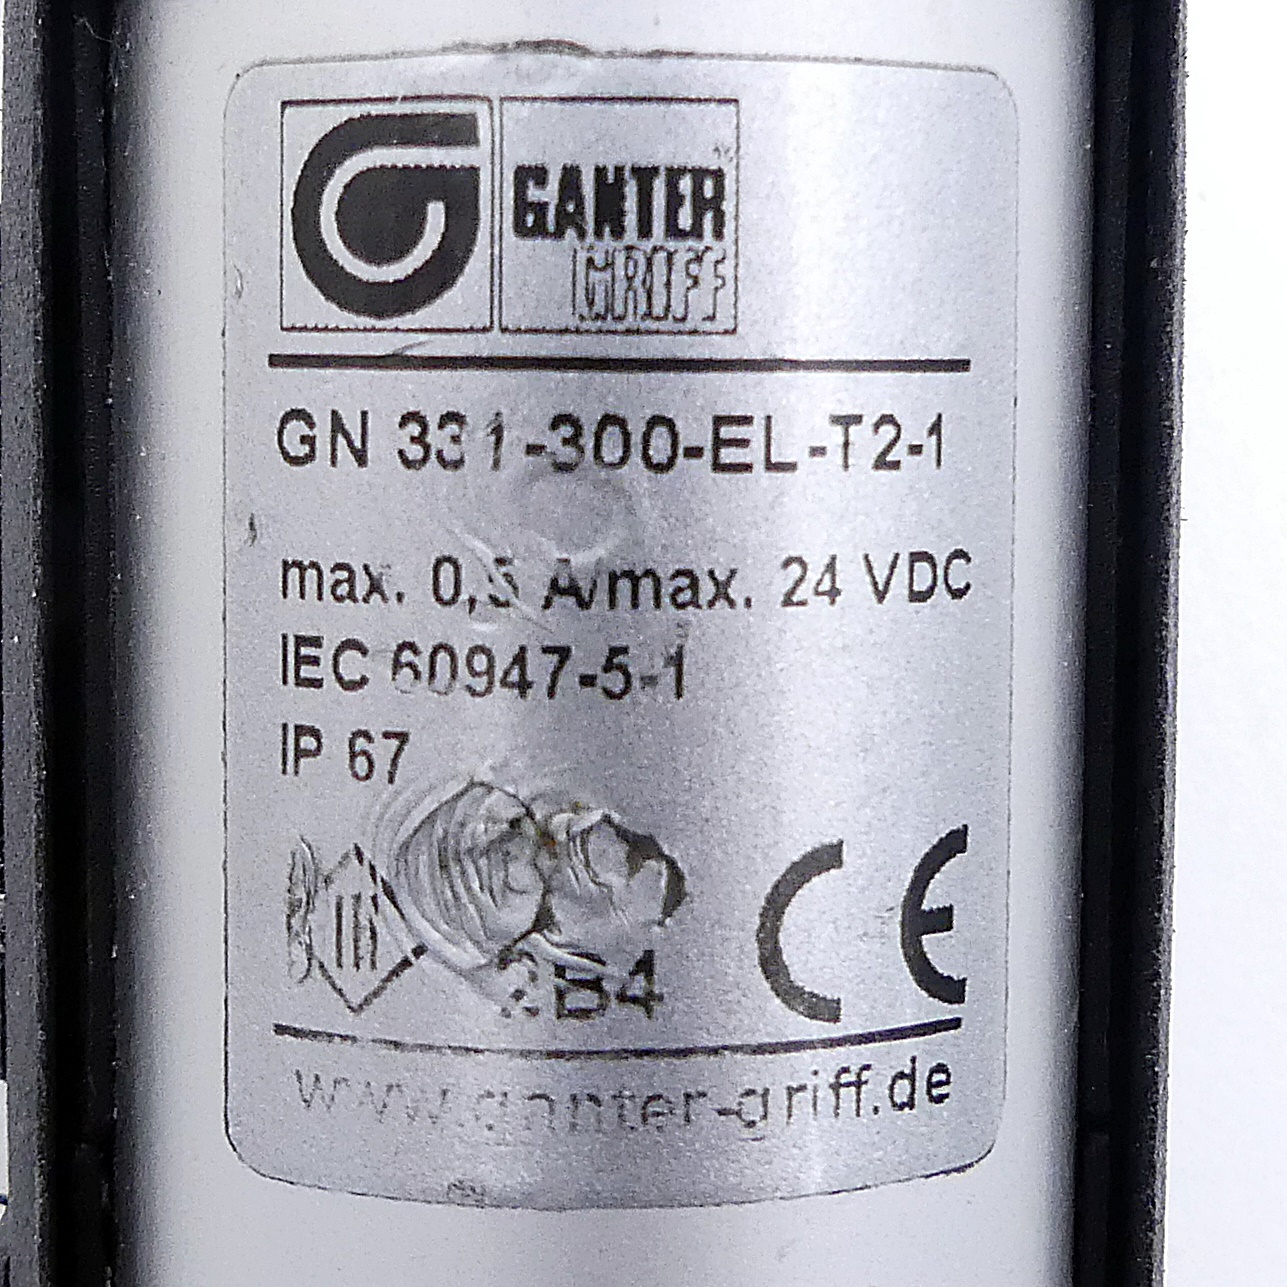 GANTER
GRIFF
GN 331-300-EL-T2-1
max. 0,5 A/max. 24 VDC
IEC 60947-5-1
IP 67
2B4
CE
www.ganter-griff.de